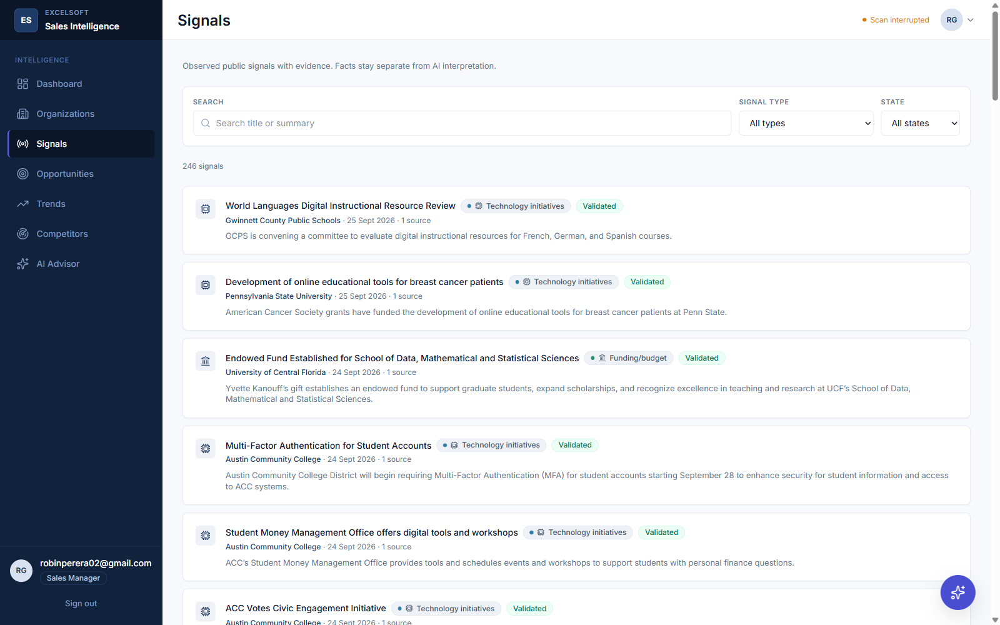 ES
EXCELSOFT
Sales Intelligence
INTELLIGENCE
Dashboard
Organizations
Signals
Opportunities
Trends
Competitors
AI Advisor
RG
robinperera02@gmail.com
Sales Manager
Sign out
Signals
Scan interrupted
RG
Observed public signals with evidence. Facts stay separate from AI interpretation.
SEARCH
Search title or summary
SIGNAL TYPE
All types
STATE
All states
246 signals
World Languages Digital Instructional Resource Review Technology initiatives Validated
Gwinnett County Public Schools · 25 Sept 2026 · 1 source
GCPS is convening a committee to evaluate digital instructional resources for French, German, and Spanish courses.
Development of online educational tools for breast cancer patients Technology initiatives Validated
Pennsylvania State University · 25 Sept 2026 · 1 source
American Cancer Society grants have funded the development of online educational tools for breast cancer patients at Penn State.
Endowed Fund Established for School of Data, Mathematical and Statistical Sciences Funding/budget Validated
University of Central Florida · 24 Sept 2026 · 1 source
Yvette Kanouff’s gift establishes an endowed fund to support graduate students, expand scholarships, and recognize excellence in teaching and research at UCF’s School of Data,
Mathematical and Statistical Sciences.
Multi-Factor Authentication for Student Accounts Technology initiatives Validated
Austin Community College · 24 Sept 2026 · 1 source
Austin Community College District will begin requiring Multi-Factor Authentication (MFA) for student accounts starting September 28 to enhance security for student information and access
to ACC systems.
Student Money Management Office offers digital tools and workshops Technology initiatives Validated
Austin Community College · 24 Sept 2026 · 1 source
ACC’s Student Money Management Office provides tools and schedules events and workshops to support students with personal finance questions.
ACC Votes Civic Engagement Initiative Technology initiatives Validated
Austin Community College · 24 Sept 2026 · 1 source